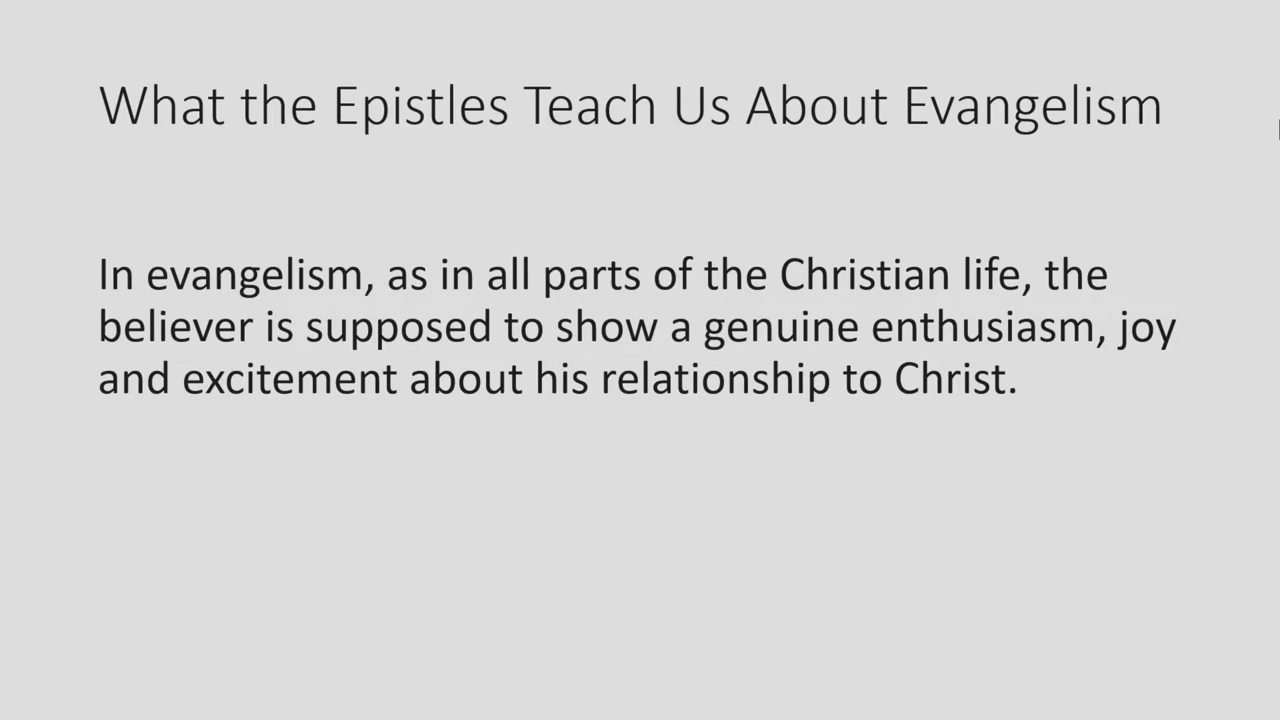 What the Epistles Teach Us About Evangelism
In evangelism, as in all parts of the Christian life, the
believer is supposed to show a genuine enthusiasm, joy
and excitement about his relationship to Christ.